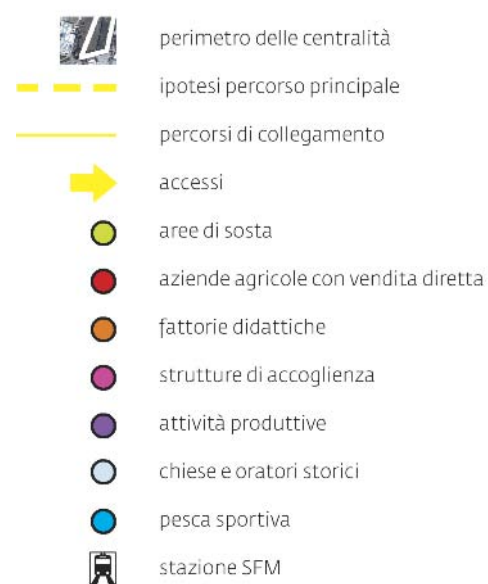 perimetro delle centralità
ipotesi percorso principale
percorsi di collegamento
accessi
aree di sosta
aziende agricole con vendita diretta
fattorie didattiche
strutture di accoglienza
attività produttive
chiese e oratori storici
pesca sportiva
stazione SFM